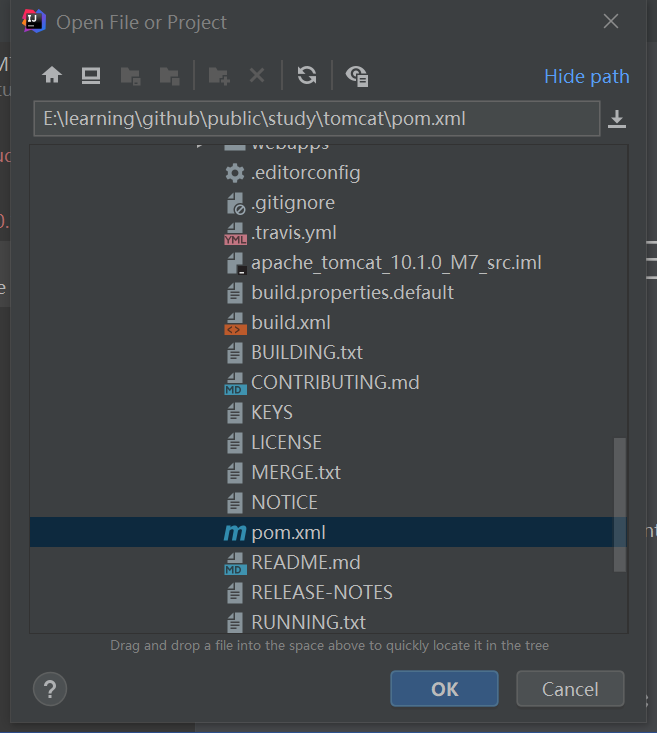 Open File or Project
Hide path
E:\learning\github\public\study\tomcat\pom.xml
webapps
.editorconfig
.gitignore
.travis.yml
apache_tomcat_10.1.0_M7_src.iml
build.properties.default
build.xml
BUILDING.txt
CONTRIBUTING.md
KEYS
LICENSE
MERGE.txt
NOTICE
pom.xml
README.md
RELEASE-NOTES
RUNNING.txt
Drag and drop a file into the space above to quickly locate it in the tree
?
OK
Cancel